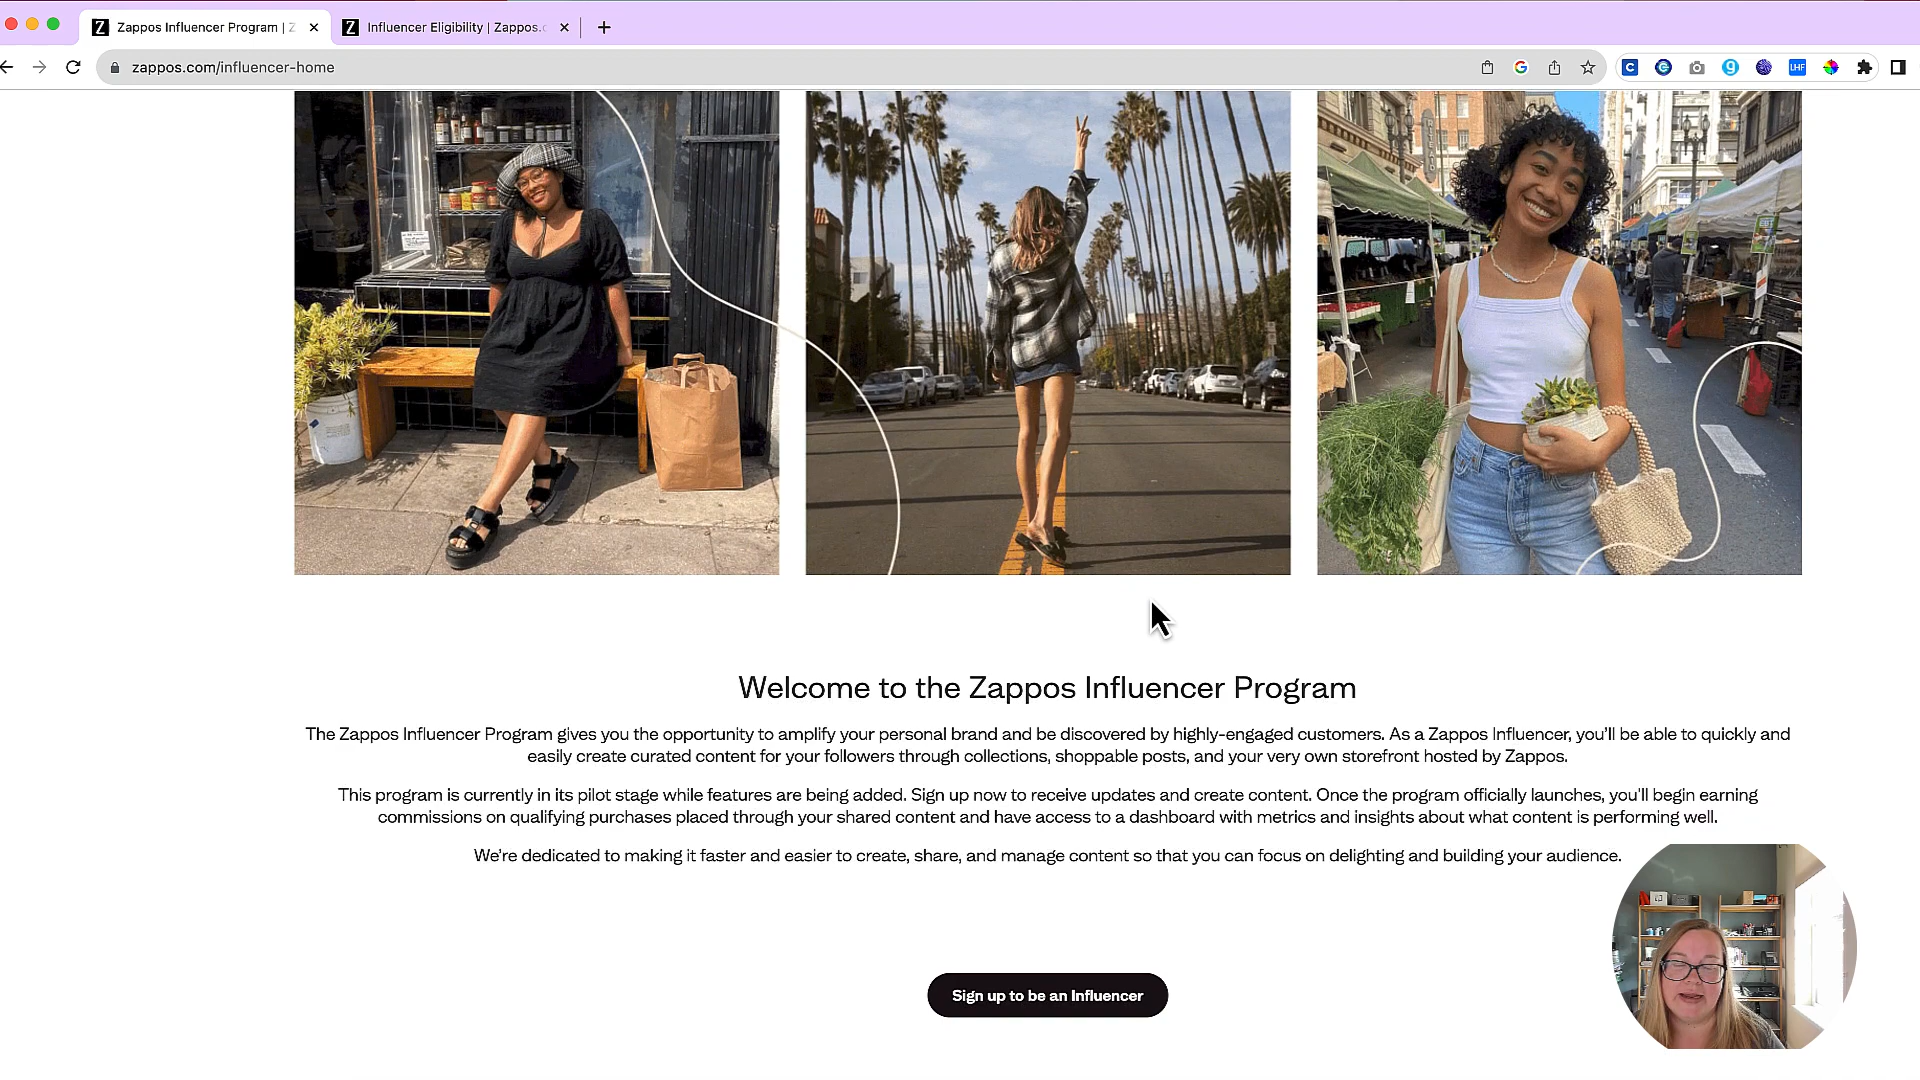 Zappos Influencer Program | Z
Influencer Eligibility | Zappos.c
zappos.com/influencer-home
Welcome to the Zappos Influencer Program
The Zappos Influencer Program gives you the opportunity to amplify your personal brand and be discovered by highly-engaged customers. As a Zappos Influencer, you'll be able to quickly and
easily create curated content for your followers through collections, shoppable posts, and your very own storefront hosted by Zappos.
This program is currently in its pilot stage while features are being added. Sign up now to receive updates and create content. Once the program officially launches, you'll begin earning
commissions on qualifying purchases placed through your shared content and have access to a dashboard with metrics and insights about what content is performing well.
We're dedicated to making it faster and easier to create, share, and manage content so that you can focus on delighting and building your audience.
Sign up to be an Influencer